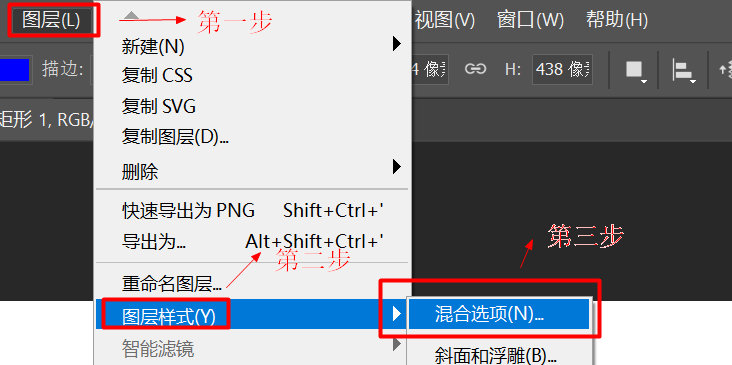 图层(L) 第一步 视图(V) 窗口(W) 帮助(H)
描边: 4 像 H: 438 像
矩形 1, RGB/
新建(N)
复制 CSS
复制 SVG
复制图层(D)...
删除
快速导出为 PNG Shift+Ctrl+'
导出为... Alt+Shift+Ctrl+'
第三步
第二步
重命名图层...
图层样式(Y) 混合选项(N)...
智能滤镜 斜面和浮雕(B)...